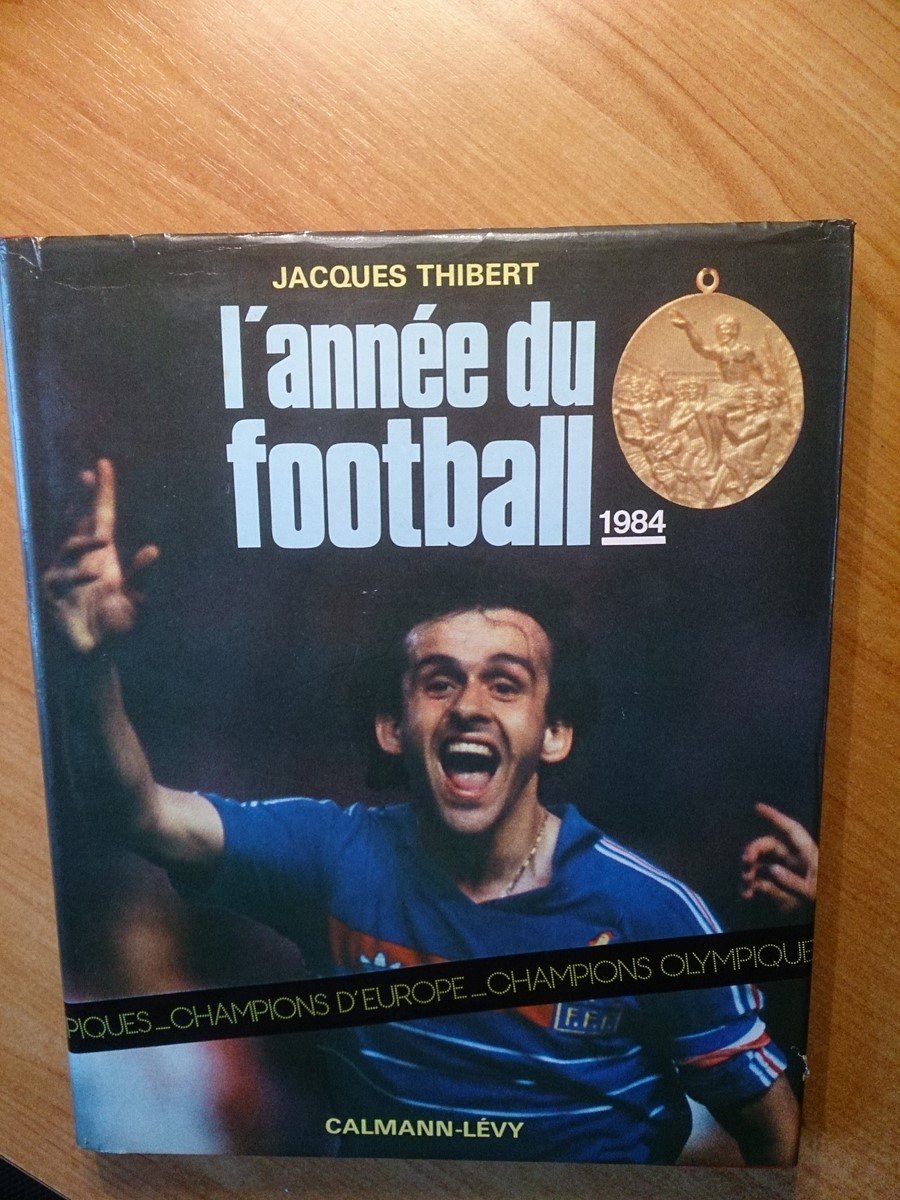 JACQUES THIBERT
l'année du
football
1984
PIQUES_CHAMPIONS D'EUROPE_CHAMPIONS OLYMPIQUE
F.F.F
CALMANN-LÉVY